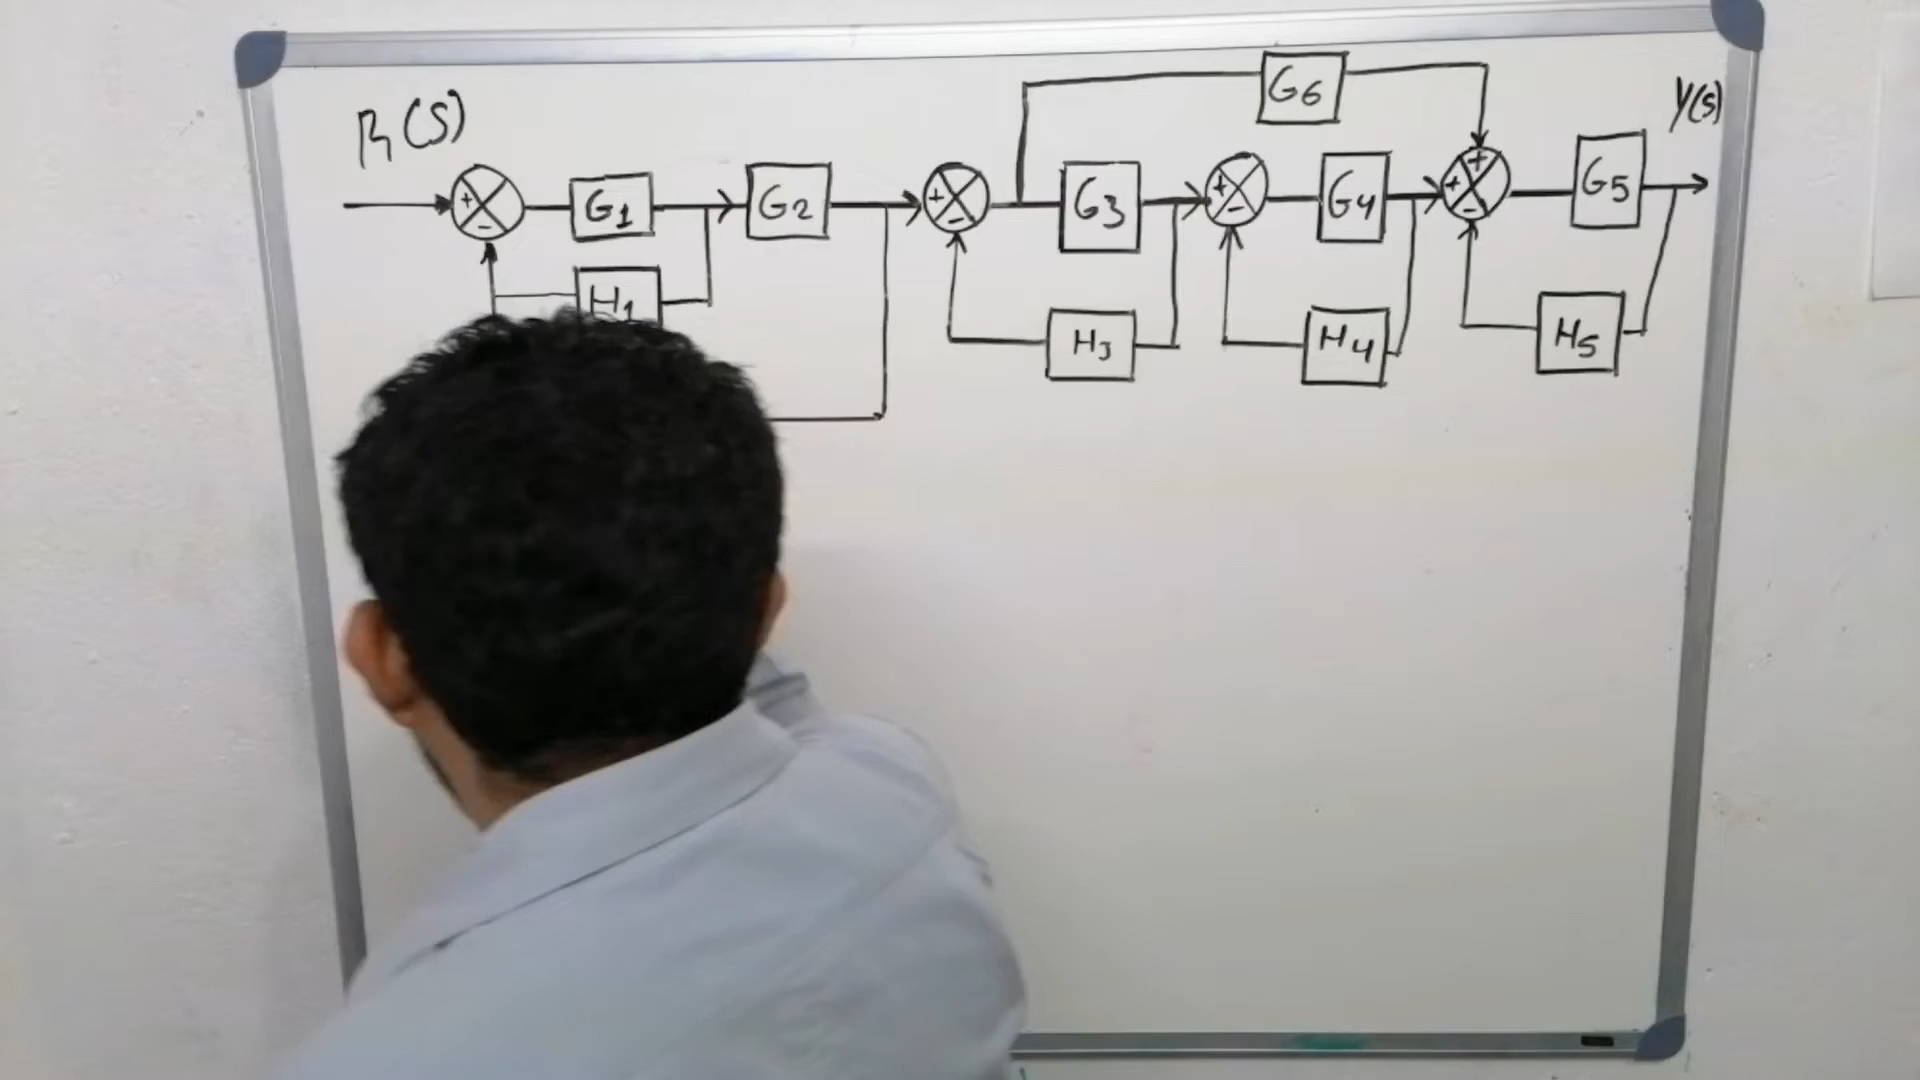 G6
R(S)
Y(s)
+
-
G1
G2
+
-
G3
+
-
G4
+
+
-
G5
H1
H3
H4
H5